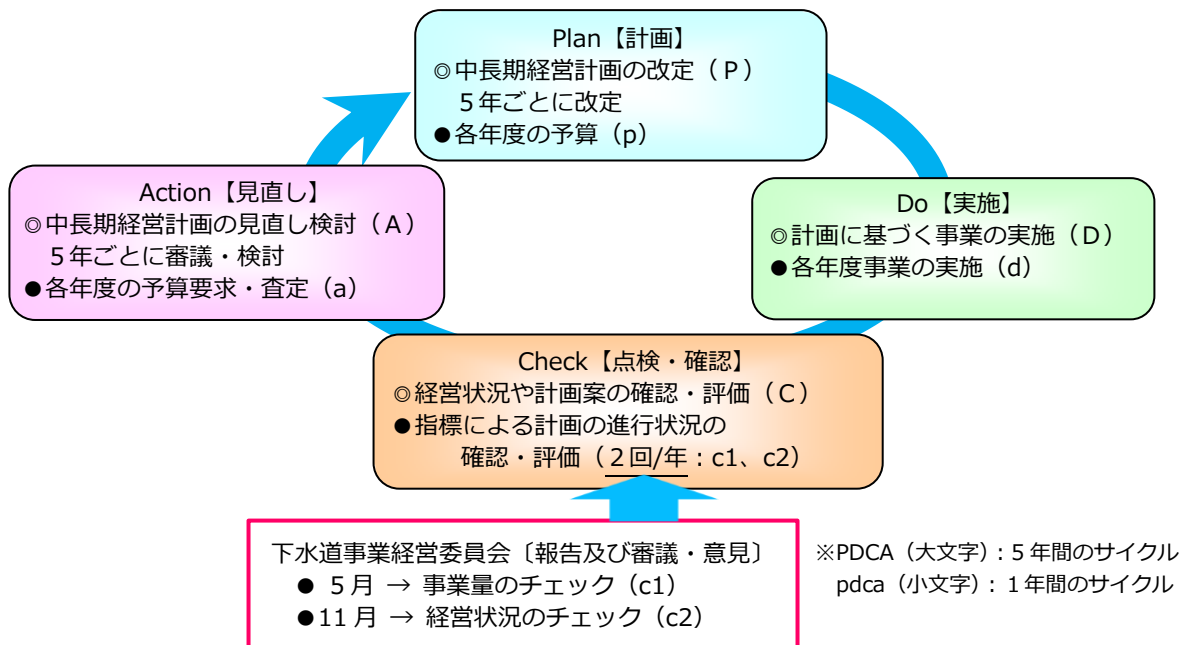 Plan【計画】
◎中長期経営計画の改定（Ｐ）
５年ごとに改定
●各年度の予算（p）
Action【見直し】
◎中長期経営計画の見直し検討（Ａ）
５年ごとに審議・検討
●各年度の予算要求・査定（a）
Do【実施】
◎計画に基づく事業の実施（Ｄ）
●各年度事業の実施（d）
Check【点検・確認】
◎経営状況や計画案の確認・評価（Ｃ）
●指標による計画の進行状況の
確認・評価（２回/年：c1、c2）
下水道事業経営委員会〔報告及び審議・意見〕
● ５月 → 事業量のチェック（c1）
●11 月 → 経営状況のチェック（c2）
※PDCA（大文字）：５年間のサイクル
pdca（小文字）：１年間のサイクル